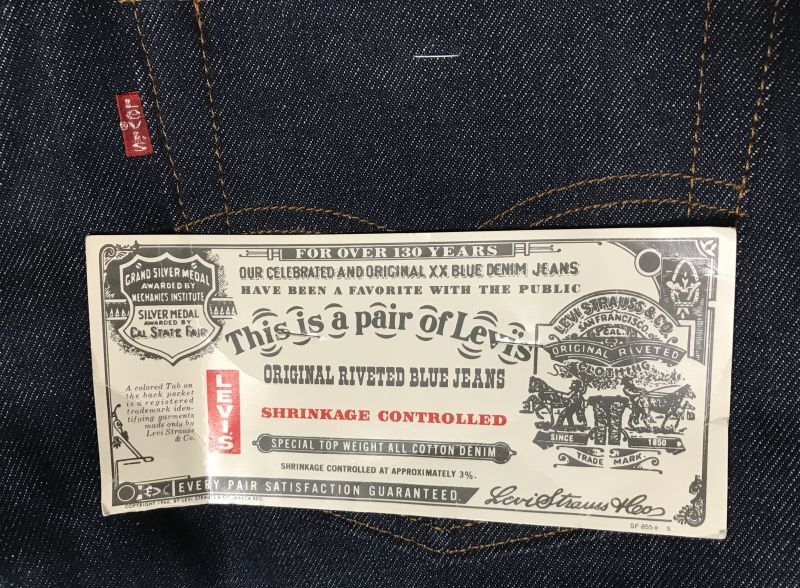 LEVI'S
FOR OVER 130 YEARS
OUR CELEBRATED AND ORIGINAL XX BLUE DENIM JEANS
HAVE BEEN A FAVORITE WITH THE PUBLIC
This is a pair of Levi's
ORIGINAL RIVETED BLUE JEANS
SHRINKAGE CONTROLLED
SPECIAL TOP WEIGHT ALL COTTON DENIM
SHRINKAGE CONTROLLED AT APPROXIMATELY 3%.
EVERY PAIR SATISFACTION GUARANTEED.
GRAND SILVER MEDAL
AWARDED BY
MECHANICS INSTITUTE
SILVER MEDAL
AWARDED BY
CAL STATE FAIR
A colored Tab on
the back pocket
is a registered
trademark iden-
tifying garments
made only by
Levi Strauss
& Co.
LEVI'S
LEVI STRAUSS & CO.
SAN FRANCISCO,
CAL.
ORIGINAL RIVETED
CLOTHING
SINCE 1850
TRADE MARK.
Levi Strauss & Co
SF-855-R S